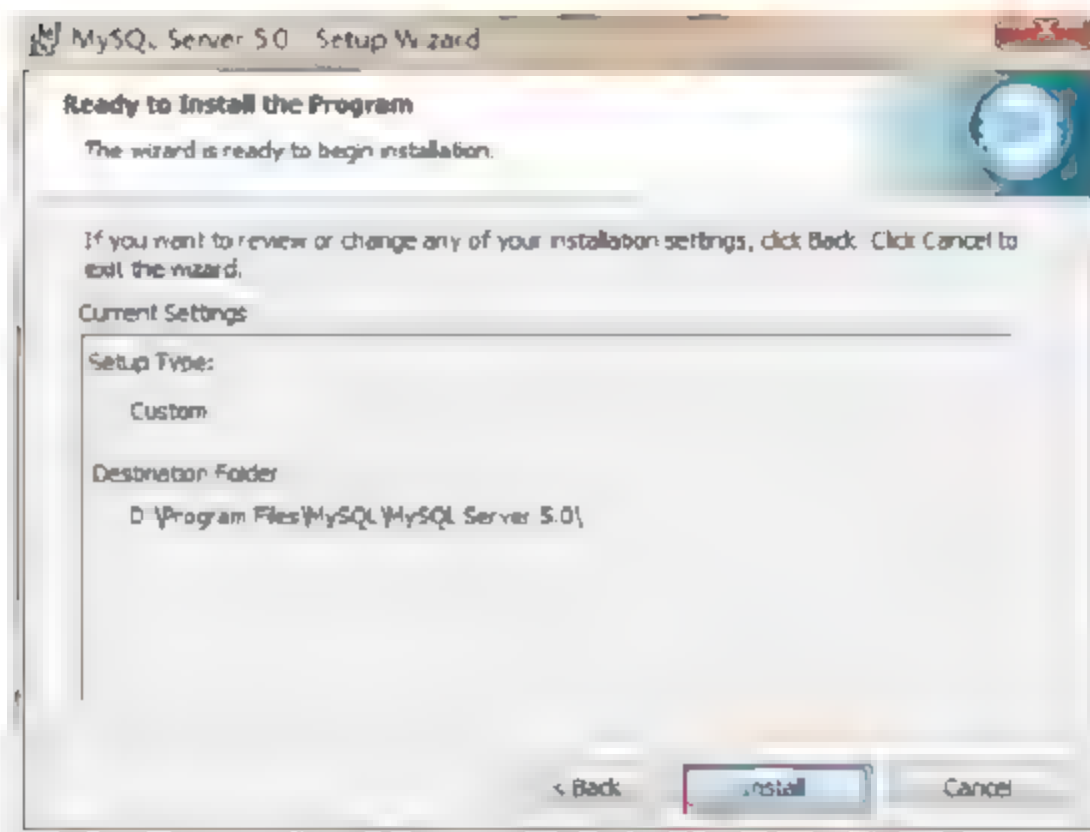 MySQL Server 5.0 - Setup Wizard
Ready to Install the Program
The wizard is ready to begin installation.
If you want to review or change any of your installation settings, click Back. Click Cancel to
exit the wizard.
Current Settings
Setup Type:
Custom
Destination Folder
D:\Program Files\MySQL\MySQL Server 5.0\
< Back
Install
Cancel